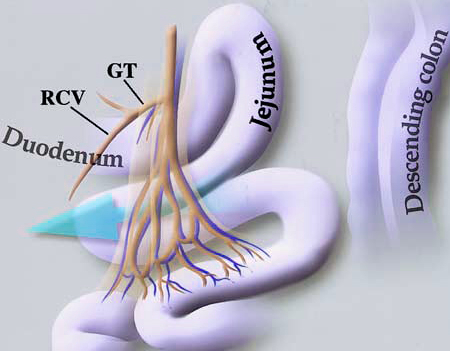 GT
RCV
Duodenum
Jejunum
Descending colon